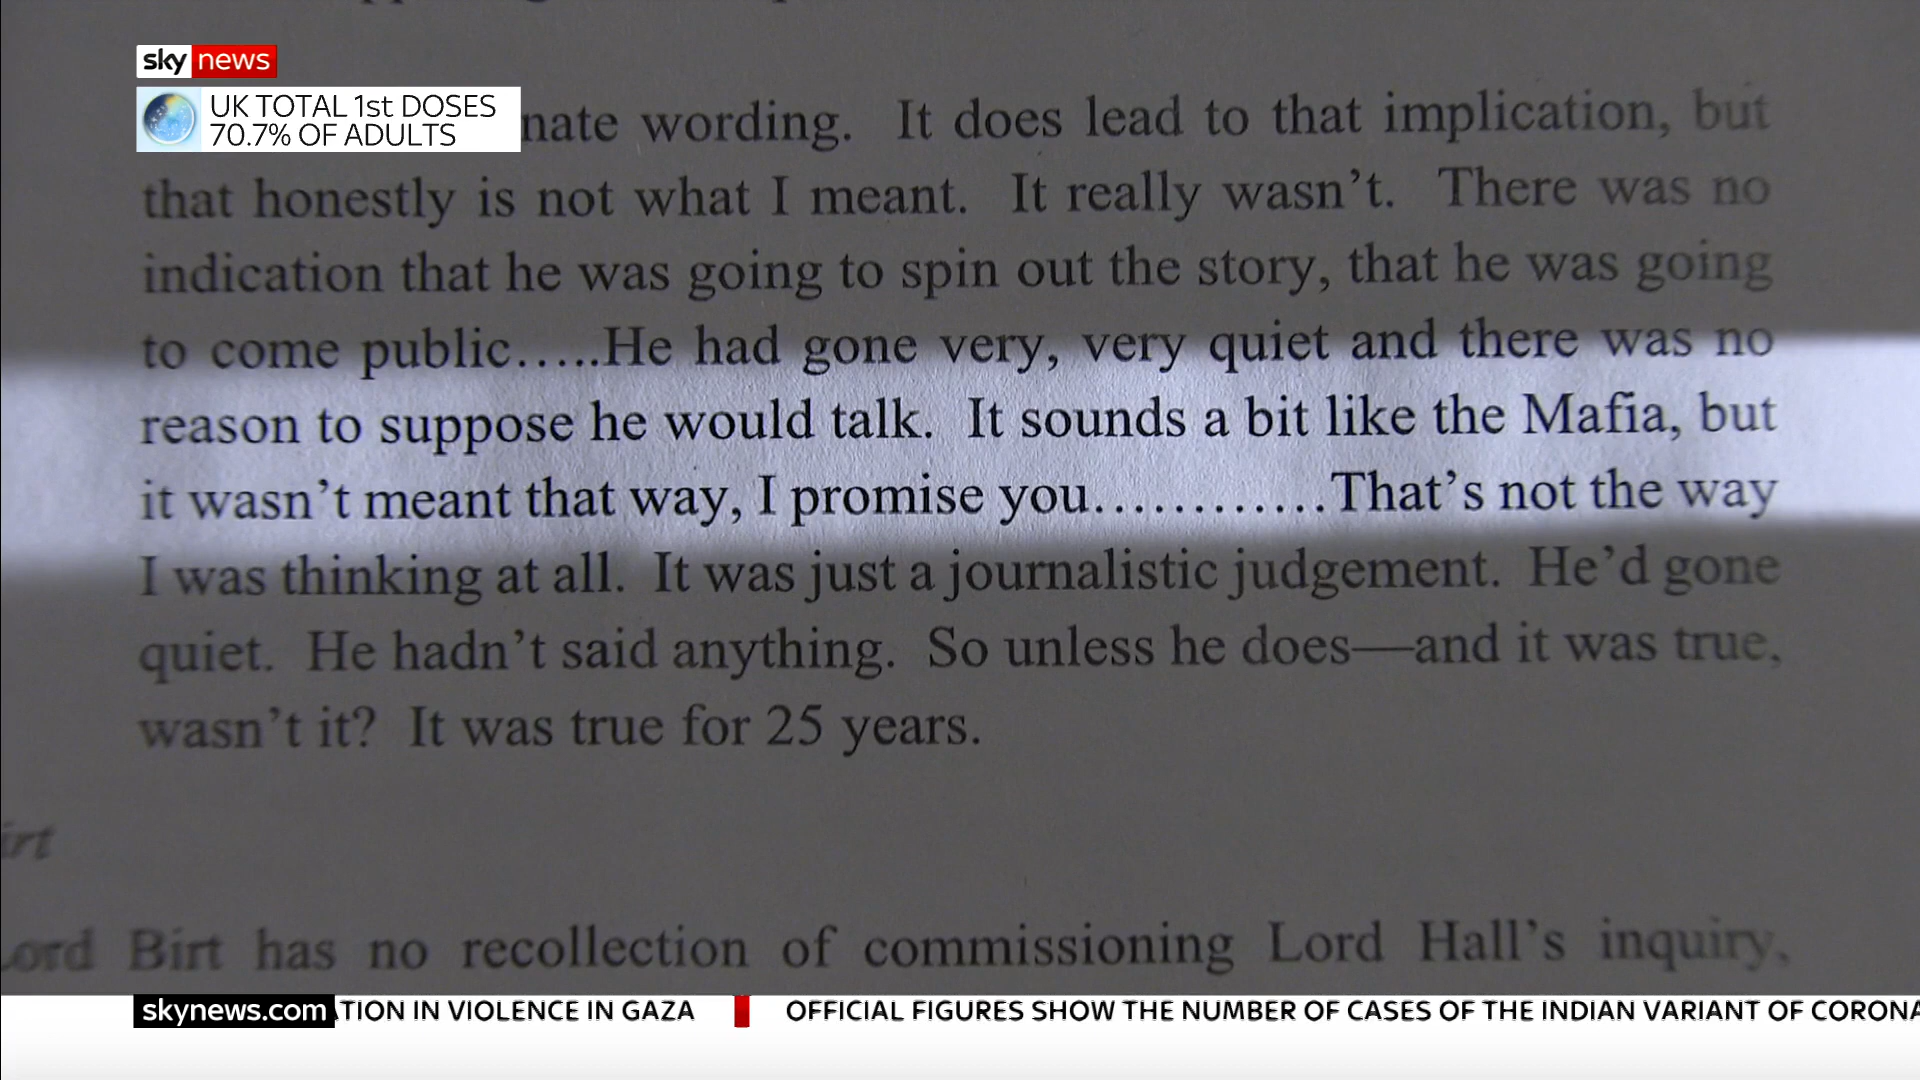 sky news
UK TOTAL 1st DOSES
70.7% OF ADULTS
nate wording. It does lead to that implication, but
that honestly is not what I meant. It really wasn't. There was no
indication that he was going to spin out the story, that he was going
to come public.....He had gone very, very quiet and there was no
reason to suppose he would talk. It sounds a bit like the Mafia, but
it wasn't meant that way, I promise you............That's not the way
I was thinking at all. It was just a journalistic judgement. He'd gone
quiet. He hadn't said anything. So unless he does—and it was true,
wasn't it? It was true for 25 years.
irt
Lord Birt has no recollection of commissioning Lord Hall's inquiry,
skynews.com ATION IN VIOLENCE IN GAZA OFFICIAL FIGURES SHOW THE NUMBER OF CASES OF THE INDIAN VARIANT OF CORONA